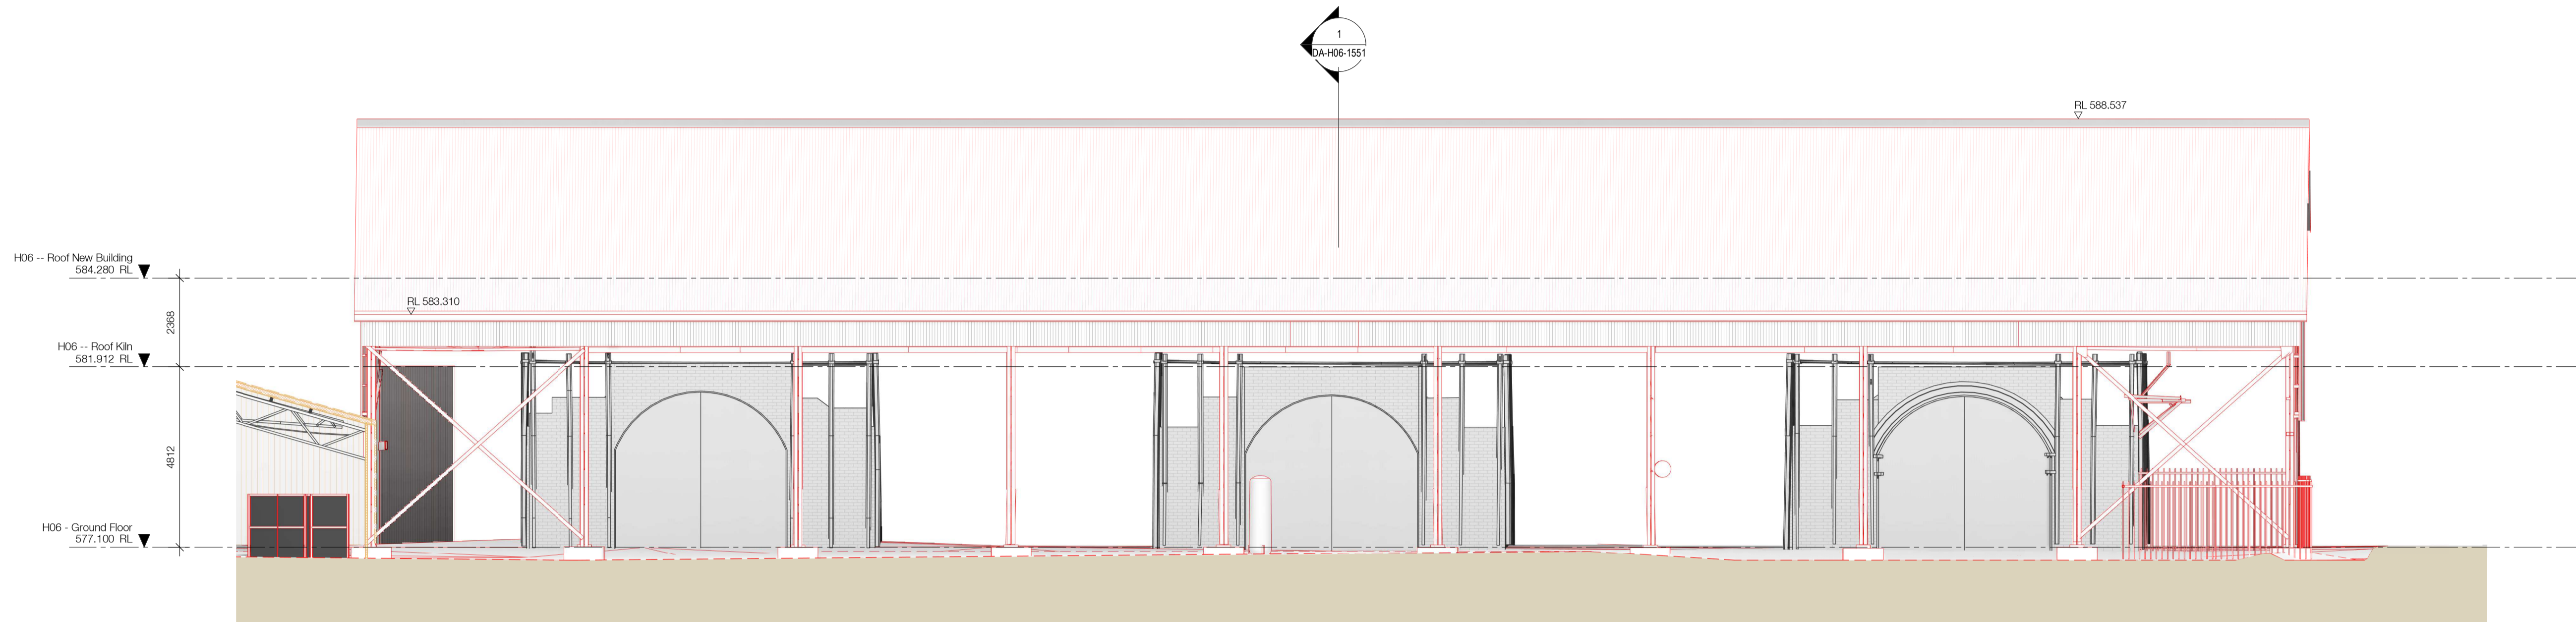 1
DA-H06-1551
RL 588.537
H06 -- Roof New Building
584.280 RL
RL 583.310
2368
H06 -- Roof Kiln
581.912 RL
4812
H06 - Ground Floor
577.100 RL